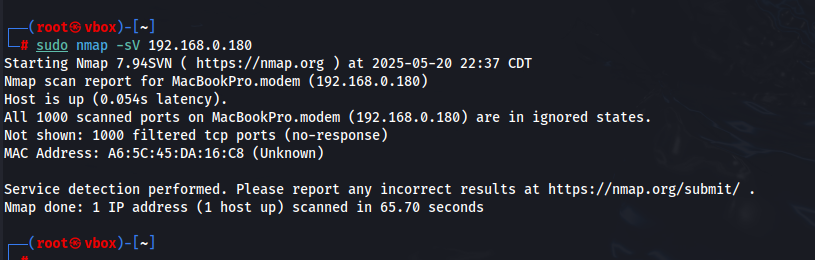 ┌──(root㉿vbox)-[~]
└─# sudo nmap -sV 192.168.0.180
Starting Nmap 7.94SVN ( https://nmap.org ) at 2025-05-20 22:37 CDT
Nmap scan report for MacBookPro.modem (192.168.0.180)
Host is up (0.054s latency).
All 1000 scanned ports on MacBookPro.modem (192.168.0.180) are in ignored states.
Not shown: 1000 filtered tcp ports (no-response)
MAC Address: A6:5C:45:DA:16:C8 (Unknown)
Service detection performed. Please report any incorrect results at https://nmap.org/submit/ .
Nmap done: 1 IP address (1 host up) scanned in 65.70 seconds
┌──(root㉿vbox)-[~]
└─#